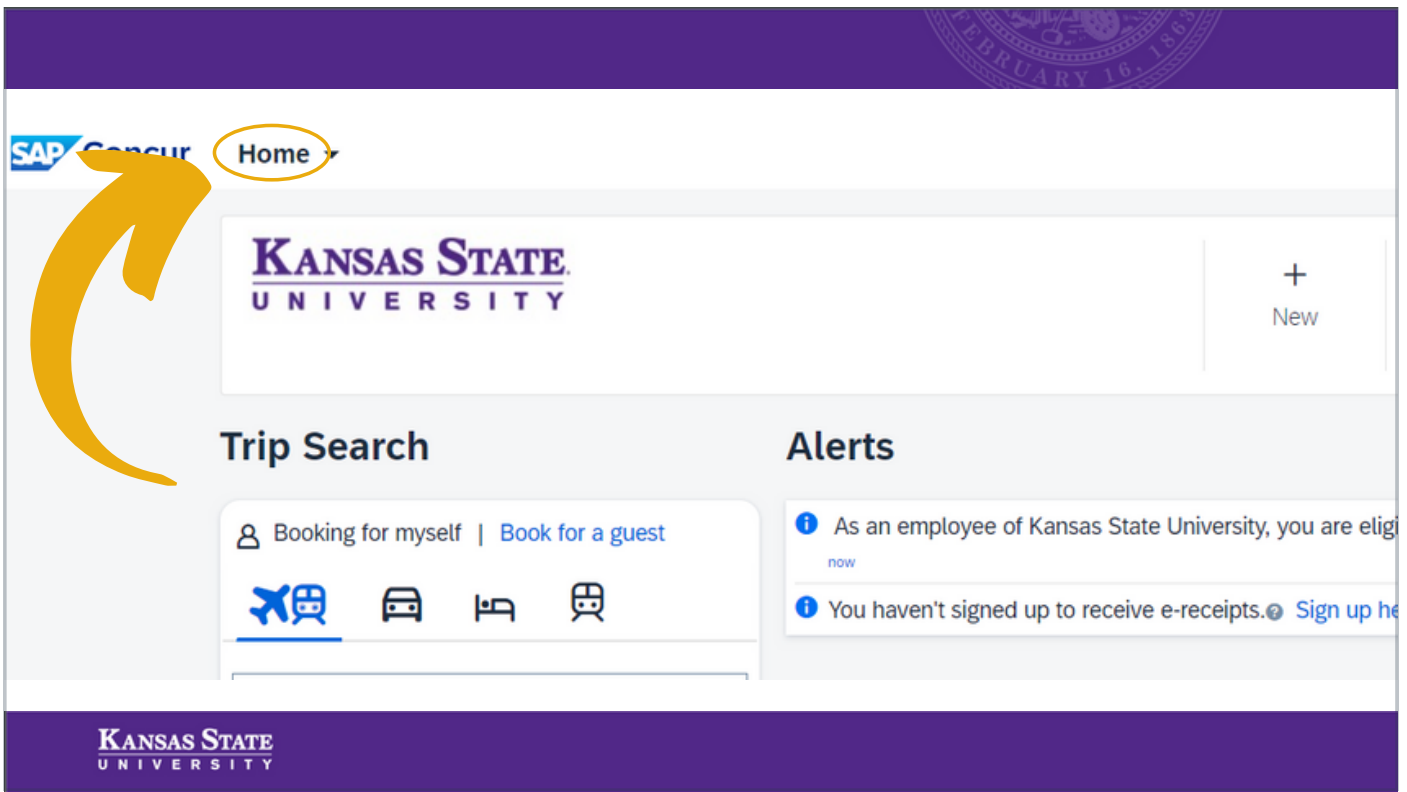 FEBRUARY 16, 1863
SAP Concur Home
KANSAS STATE
UNIVERSITY
+
New
Trip Search
Alerts
Booking for myself | Book for a guest
As an employee of Kansas State University, you are eligi
now
You haven't signed up to receive e-receipts. Sign up he
KANSAS STATE
UNIVERSITY